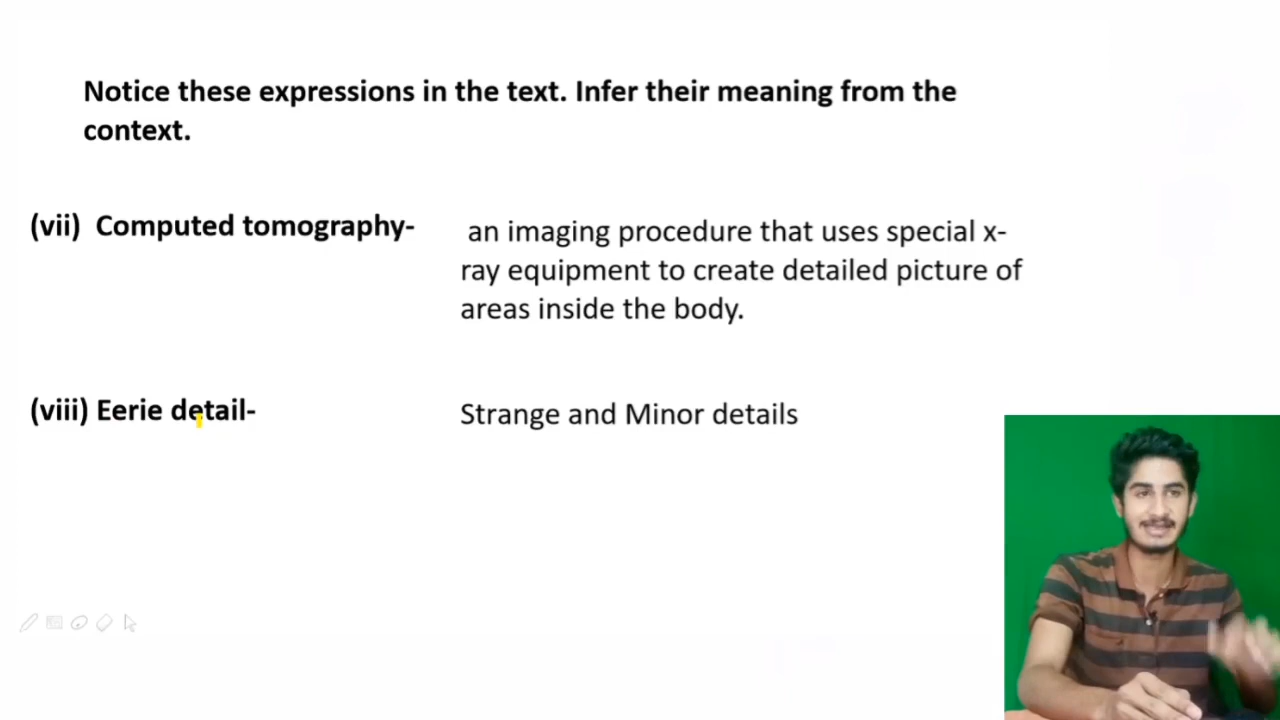 Notice these expressions in the text. Infer their meaning from the
context.
(vii) Computed tomography-
an imaging procedure that uses special x-
ray equipment to create detailed picture of
areas inside the body.
(viii) Eerie detail-
Strange and Minor details